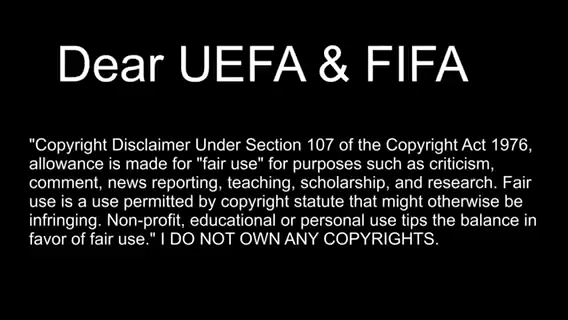 Dear UEFA & FIFA
"Copyright Disclaimer Under Section 107 of the Copyright Act 1976,
allowance is made for "fair use" for purposes such as criticism,
comment, news reporting, teaching, scholarship, and research. Fair
use is a use permitted by copyright statute that might otherwise be
infringing. Non-profit, educational or personal use tips the balance in
favor of fair use." I DO NOT OWN ANY COPYRIGHTS.